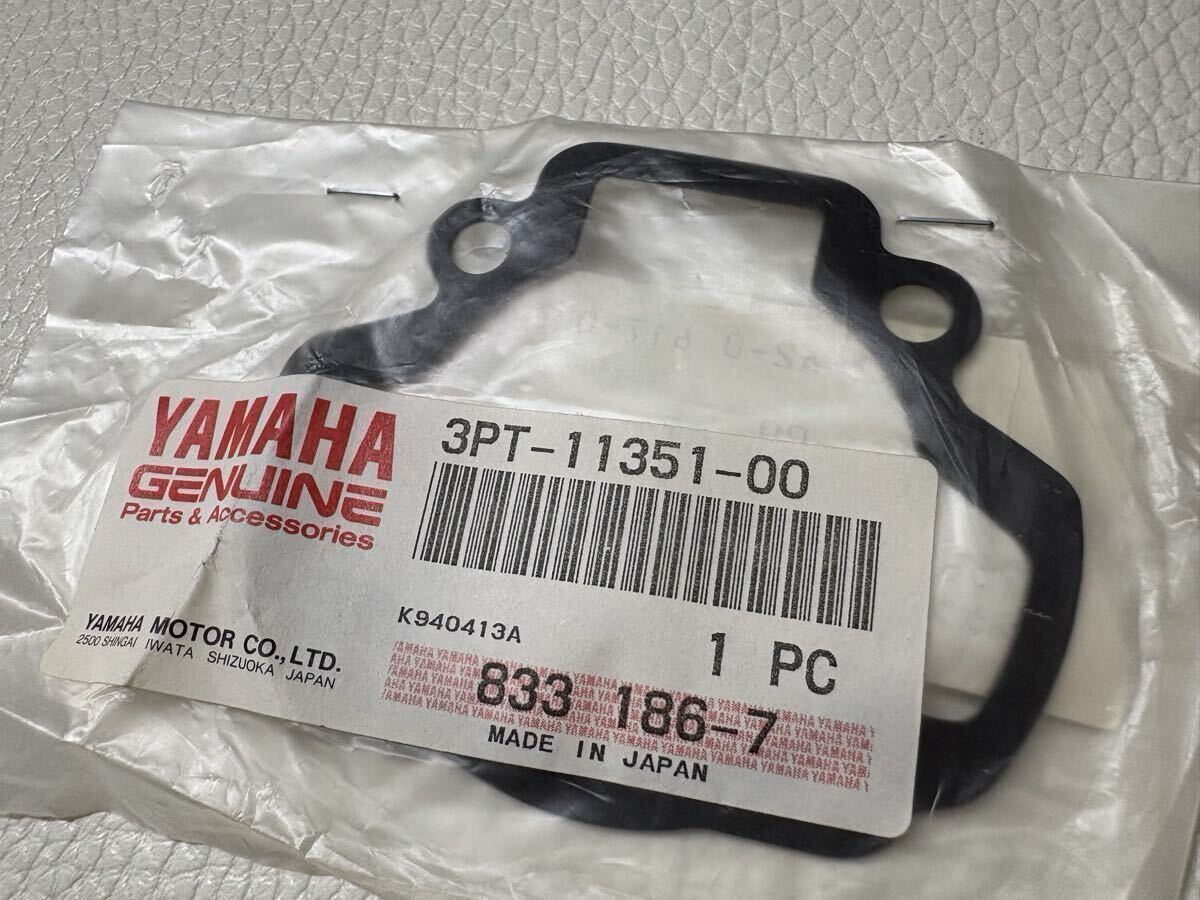 YAMAHA
GENUINE
Parts & Accessories
3PT-11351-00
K940413A
1 PC
YAMAHA MOTOR CO., LTD.
2500 SHINGAI IWATA SHIZUOKA JAPAN
833 186-7
MADE IN JAPAN